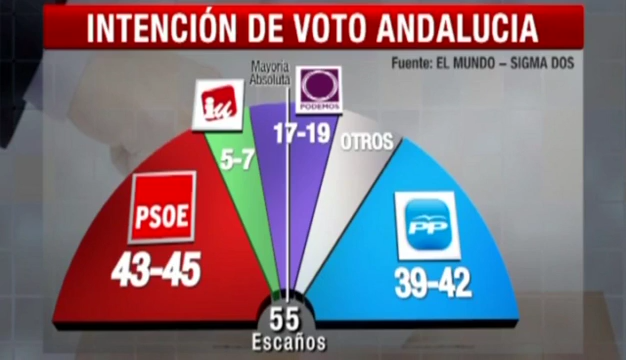 INTENCIÓN DE VOTO ANDALUCIA
Fuente: EL MUNDO – SIGMA DOS
Mayoría
Absoluta
iu
PODEMOS
17-19
OTROS
5-7
PSOE
PP
43-45
39-42
55
Escaños